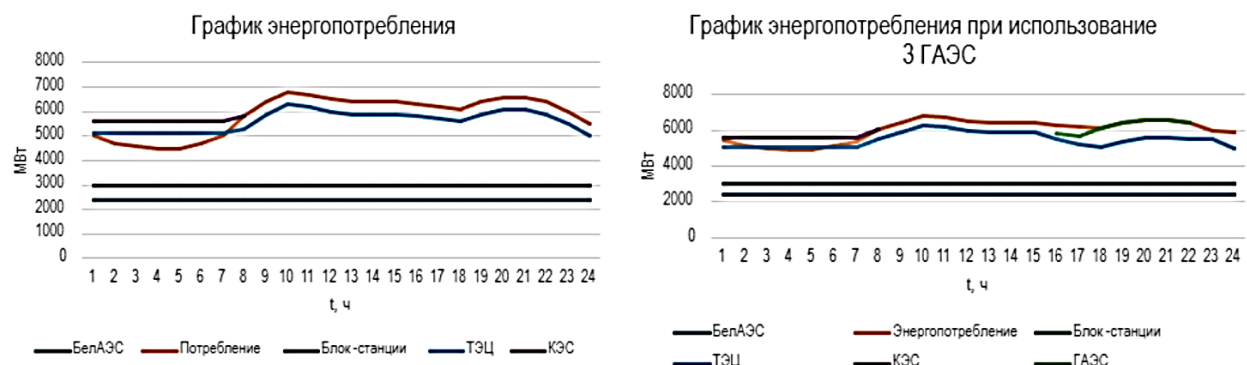 График энергопотребления
8000
7000
6000
5000
4000
3000
2000
1000
0
МВт
1 2 3 4 5 6 7 8 9 10 11 12 13 14 15 16 17 18 19 20 21 22 23 24
t, ч
БелАЭС Потребление Блок-станции ТЭЦ КЭС
График энергопотребления при использование
3 ГАЭС
8000
6000
4000
2000
0
МВт
1 2 3 4 5 6 7 8 9 10 11 12 13 14 15 16 17 18 19 20 21 22 23 24
t, ч
БелАЭС Энергопотребление Блок-станции
ТЭЦ КЭС ГАЭС